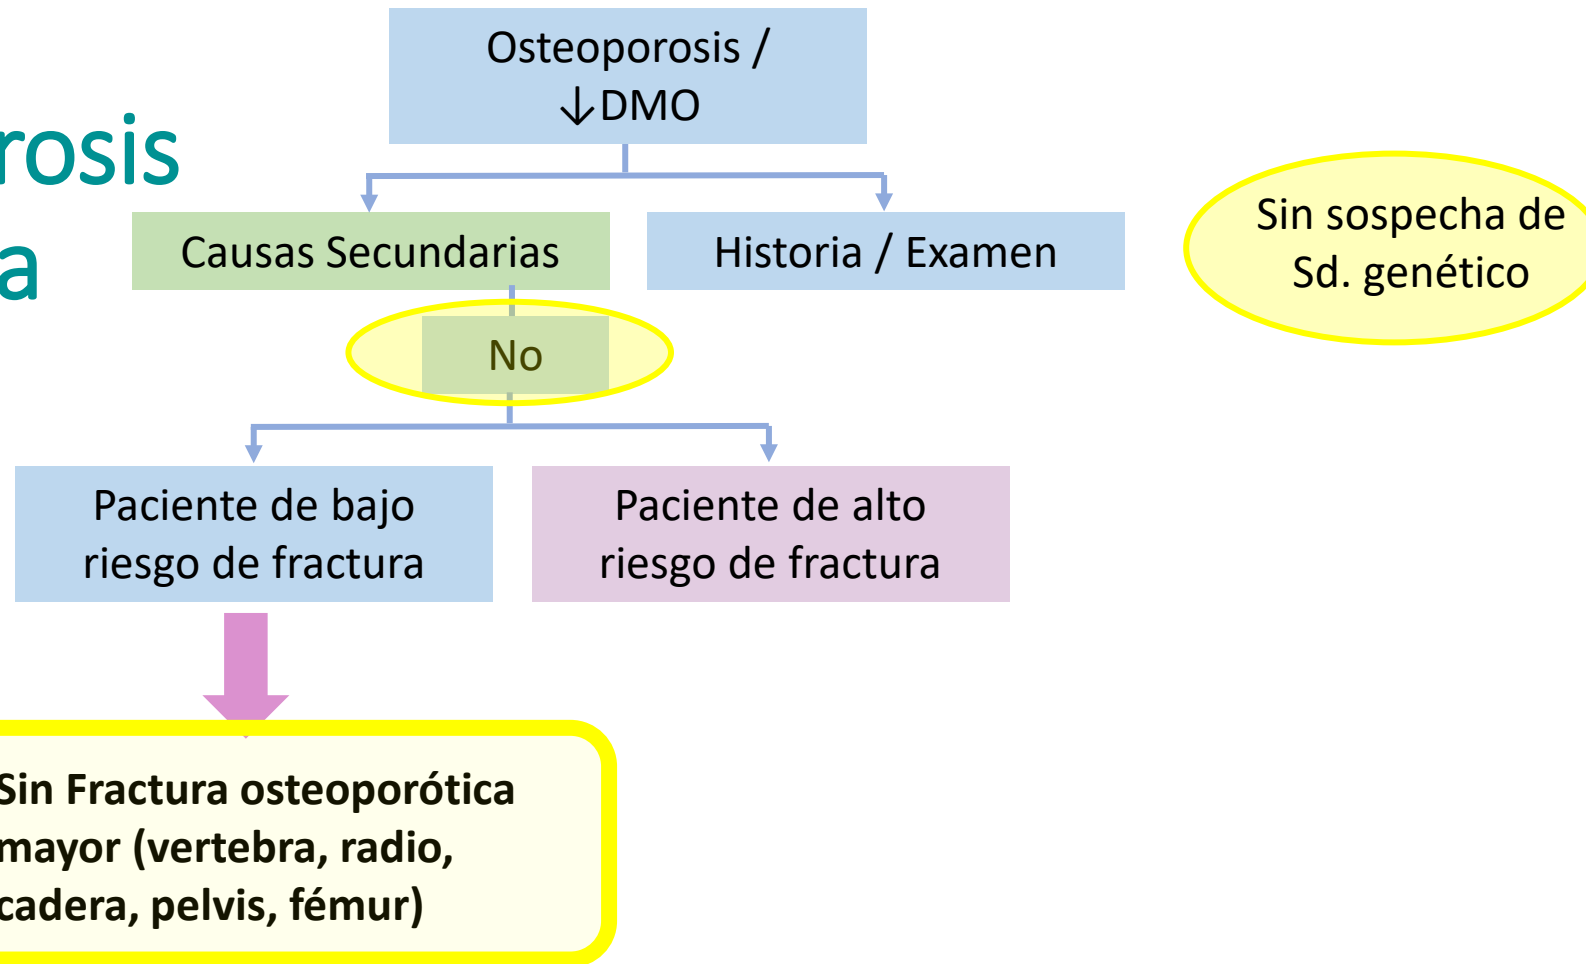 Osteoporosis /
↓DMO
rosis
a
Causas Secundarias
Historia / Examen
Sin sospecha de
Sd. genético
No
Paciente de bajo
riesgo de fractura
Paciente de alto
riesgo de fractura
Sin Fractura osteoporótica
mayor (vertebra, radio,
cadera, pelvis, fémur)